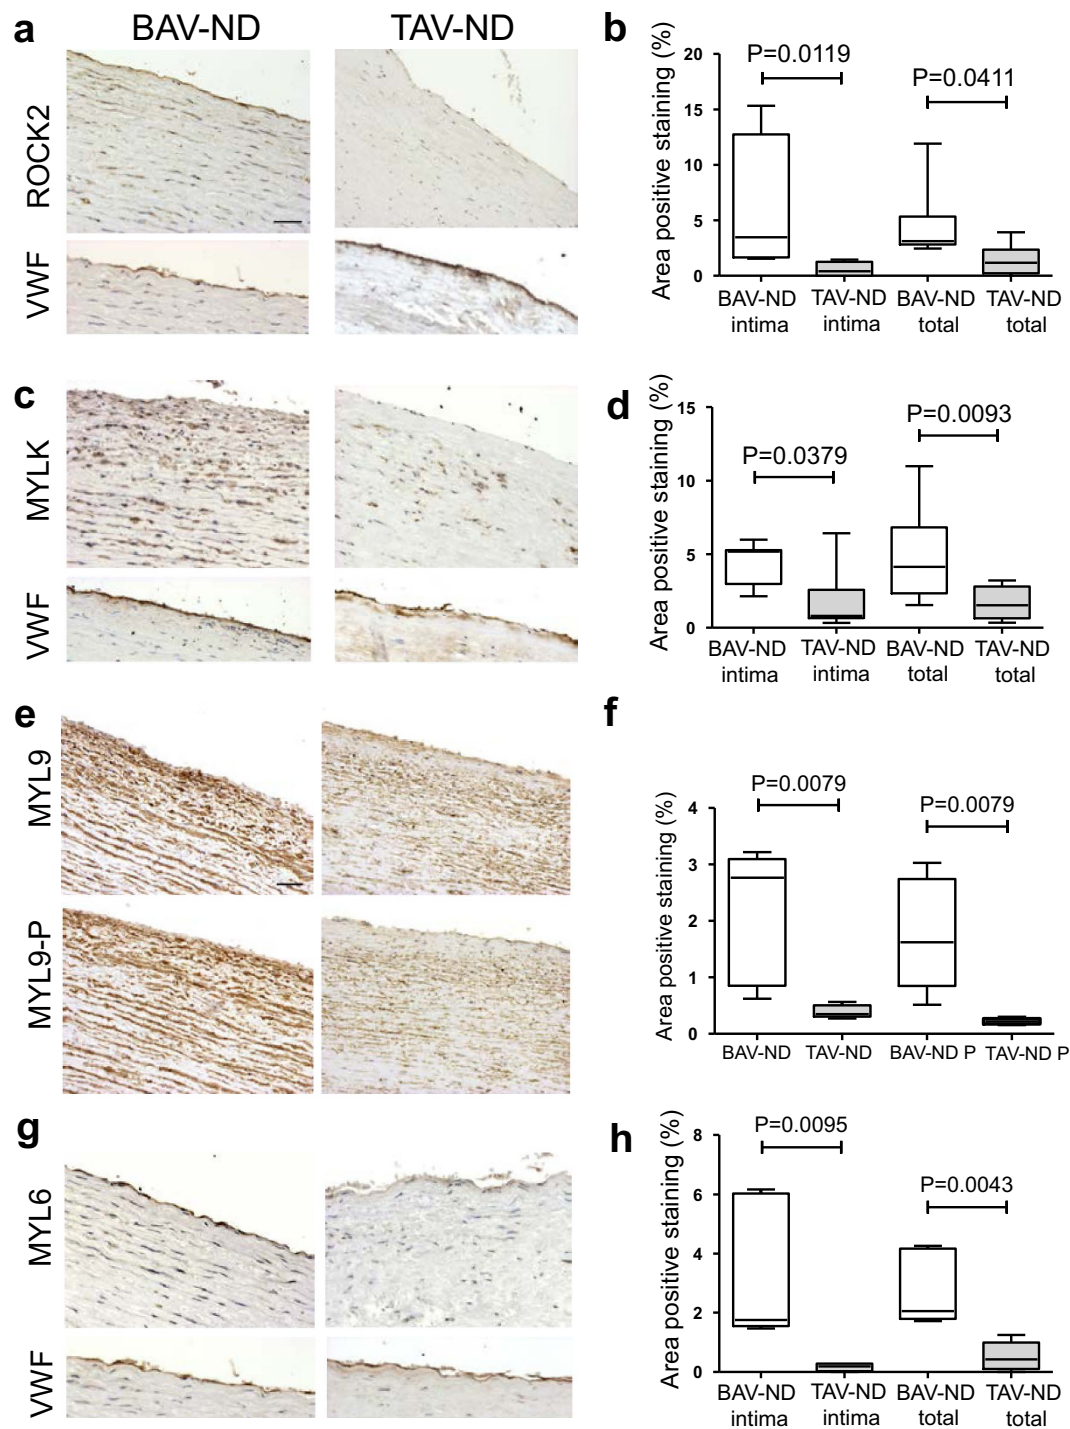 a
BAV-ND
TAV-ND
ROCK2
VWF
b
Area positive staining (%)
20
15
10
5
0
P=0.0119
P=0.0411
BAV-ND intima
TAV-ND intima
BAV-ND total
TAV-ND total
c
MYLK
VWF
d
Area positive staining (%)
15
10
5
0
P=0.0379
P=0.0093
BAV-ND intima
TAV-ND intima
BAV-ND total
TAV-ND total
e
MYL9
MYL9-P
f
Area positive staining (%)
4
3
2
1
0
P=0.0079
P=0.0079
BAV-ND
TAV-ND
BAV-ND P
TAV-ND P
g
MYL6
VWF
h
Area positive staining (%)
8
6
4
2
0
P=0.0095
P=0.0043
BAV-ND intima
TAV-ND intima
BAV-ND total
TAV-ND total